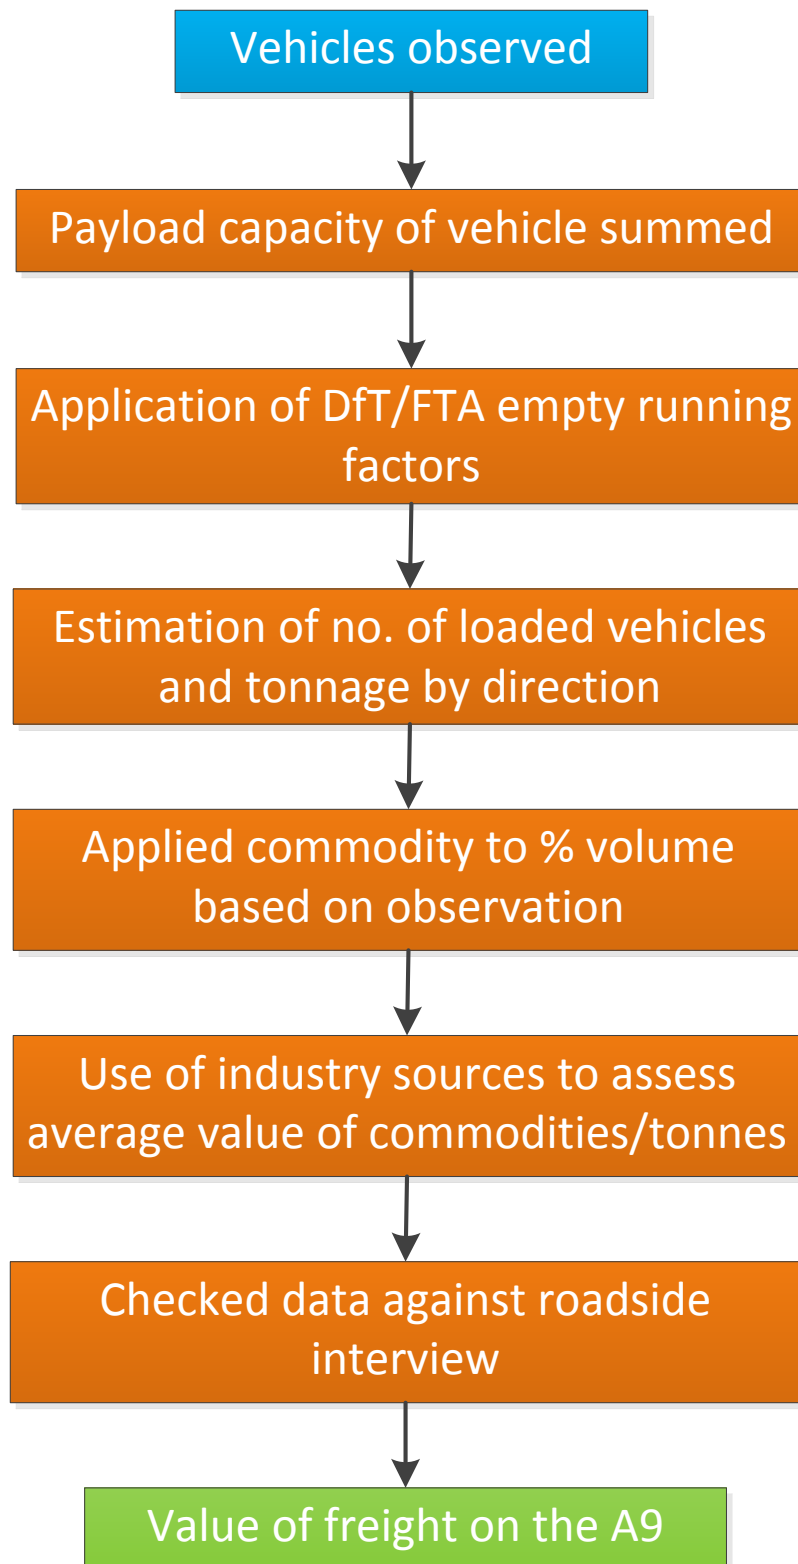 Vehicles observed
Payload capacity of vehicle summed
Application of DfT/FTA empty running
factors
Estimation of no. of loaded vehicles
and tonnage by direction
Applied commodity to % volume
based on observation
Use of industry sources to assess
average value of commodities/tonnes
Checked data against roadside
interview
Value of freight on the A9